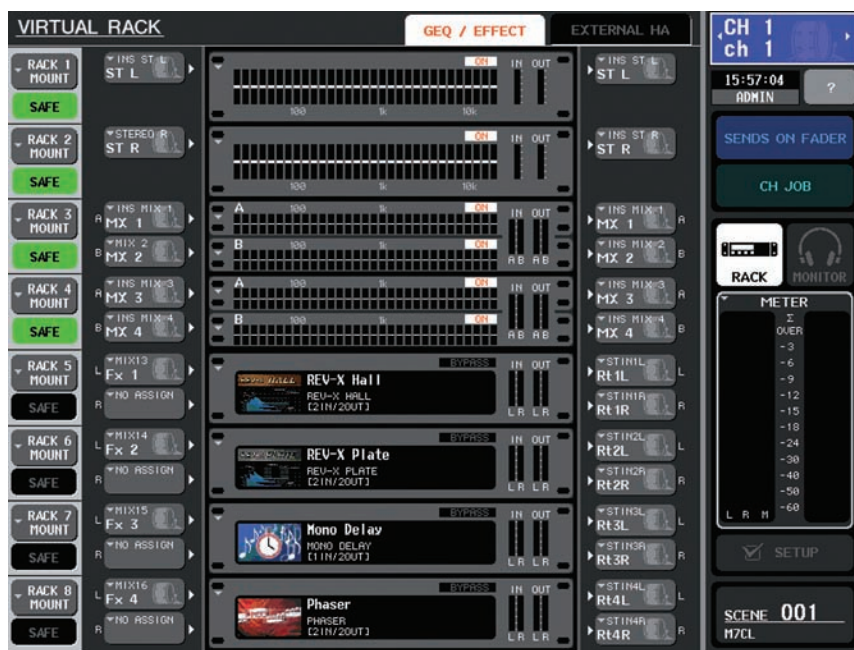 VIRTUAL RACK
GEQ / EFFECT
EXTERNAL HA
CH 1
ch 1
15:57:04
ADMIN
?
SENDS ON FADER
CH JOB
RACK
MONITOR
METER
Σ
OVER
-3
-6
-9
-12
-15
-18
-24
-30
-40
-50
-60
L R M
SETUP
SCENE 001
M7CL
RACK 1
MOUNT
SAFE
INS ST L
ST L
ON
IN OUT
100 1k 10k
INS ST L
ST L
RACK 2
MOUNT
SAFE
STEREO R
ST R
ON
IN OUT
100 1k 10k
INS ST R
ST R
RACK 3
MOUNT
SAFE
A
INS MIX 1
MX 1
B
MIX 2
MX 2
A
100 1k 10k
ON
B
100 1k 10k
ON
IN OUT
A B A B
INS MIX 1
MX 1
A
INS MIX 2
MX 2
B
RACK 4
MOUNT
SAFE
A
INS MIX 3
MX 3
B
INS MIX 4
MX 4
A
100 1k 10k
ON
B
100 1k 10k
ON
IN OUT
A B A B
INS MIX 3
MX 3
A
INS MIX 4
MX 4
B
RACK 5
MOUNT
SAFE
L
MIX13
Fx 1
R
NO ASSIGN
REV-X Hall
REV-X HALL
[2IN/2OUT]
BYPASS
IN OUT
L R L R
STIN1L
Rt1L
L
STIN1R
Rt1R
R
RACK 6
MOUNT
SAFE
L
MIX14
Fx 2
R
NO ASSIGN
REV-X Plate
REV-X PLATE
[2IN/2OUT]
BYPASS
IN OUT
L R L R
STIN2L
Rt2L
L
STIN2R
Rt2R
R
RACK 7
MOUNT
SAFE
L
MIX15
Fx 3
R
NO ASSIGN
Mono Delay
MONO DELAY
[1IN/2OUT]
BYPASS
IN OUT
L R L R
STIN3L
Rt3L
L
STIN3R
Rt3R
R
RACK 8
MOUNT
SAFE
L
MIX16
Fx 4
R
NO ASSIGN
Phaser
PHASER
[2IN/2OUT]
BYPASS
IN OUT
L R L R
STIN4L
Rt4L
L
STIN4R
Rt4R
R